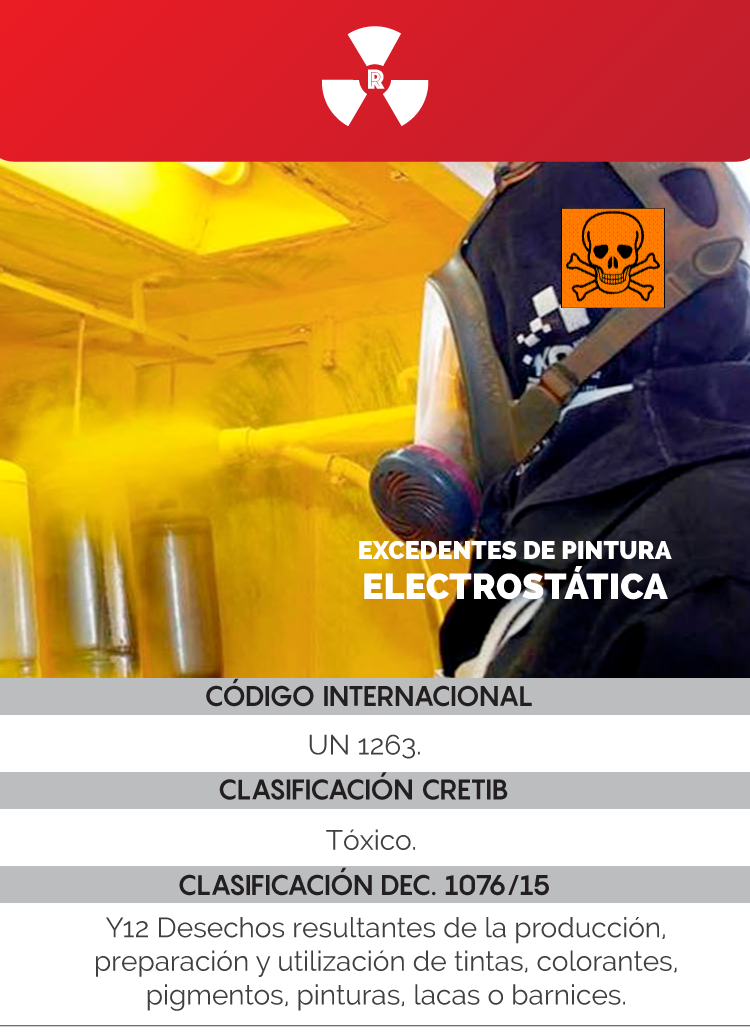 R
EXCEDENTES DE PINTURA
ELECTROSTÁTICA
CÓDIGO INTERNACIONAL
UN 1263.
CLASIFICACIÓN CRETIB
Tóxico.
CLASIFICACIÓN DEC. 1076/15
Y12 Desechos resultantes de la producción,
preparación y utilización de tintas, colorantes,
pigmentos, pinturas, lacas o barnices.